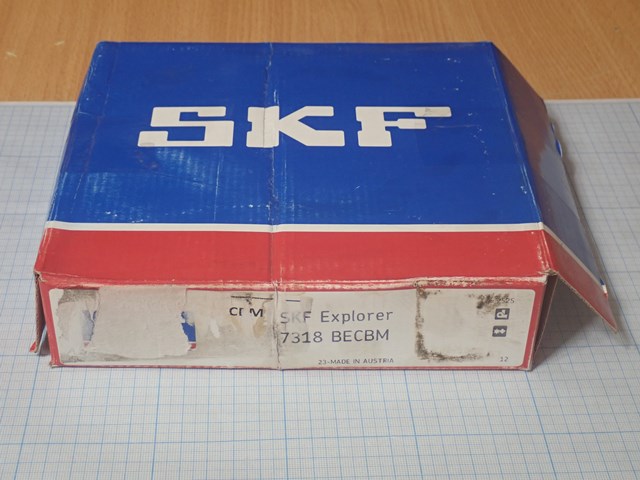 SKF
SKF Explorer
7318 BECBM
23-MADE IN AUSTRIA
12